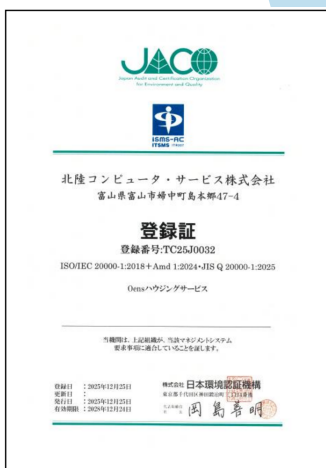 JACO
Japan Audit and Certification Organization
for Environment and Quality
ISMS-AC
ITSMS
北陸コンピュータ・サービス株式会社
富山県富山市婦中町島本郷47-4
登録証
登録番号:TC25J0032
ISO/IEC 20000-1:2018+Amd 1:2024・JIS Q 20000-1:2025
Oensハウジングサービス
当機関は、上記組織が、当該マネジメントシステム
要求事項に適合していることを証します。
登録日 :2025年12月25日
更新日 :
発行日 :2025年12月25日
有効期限 :2028年12月24日
株式会社 日本環境認証機構
岡島善明